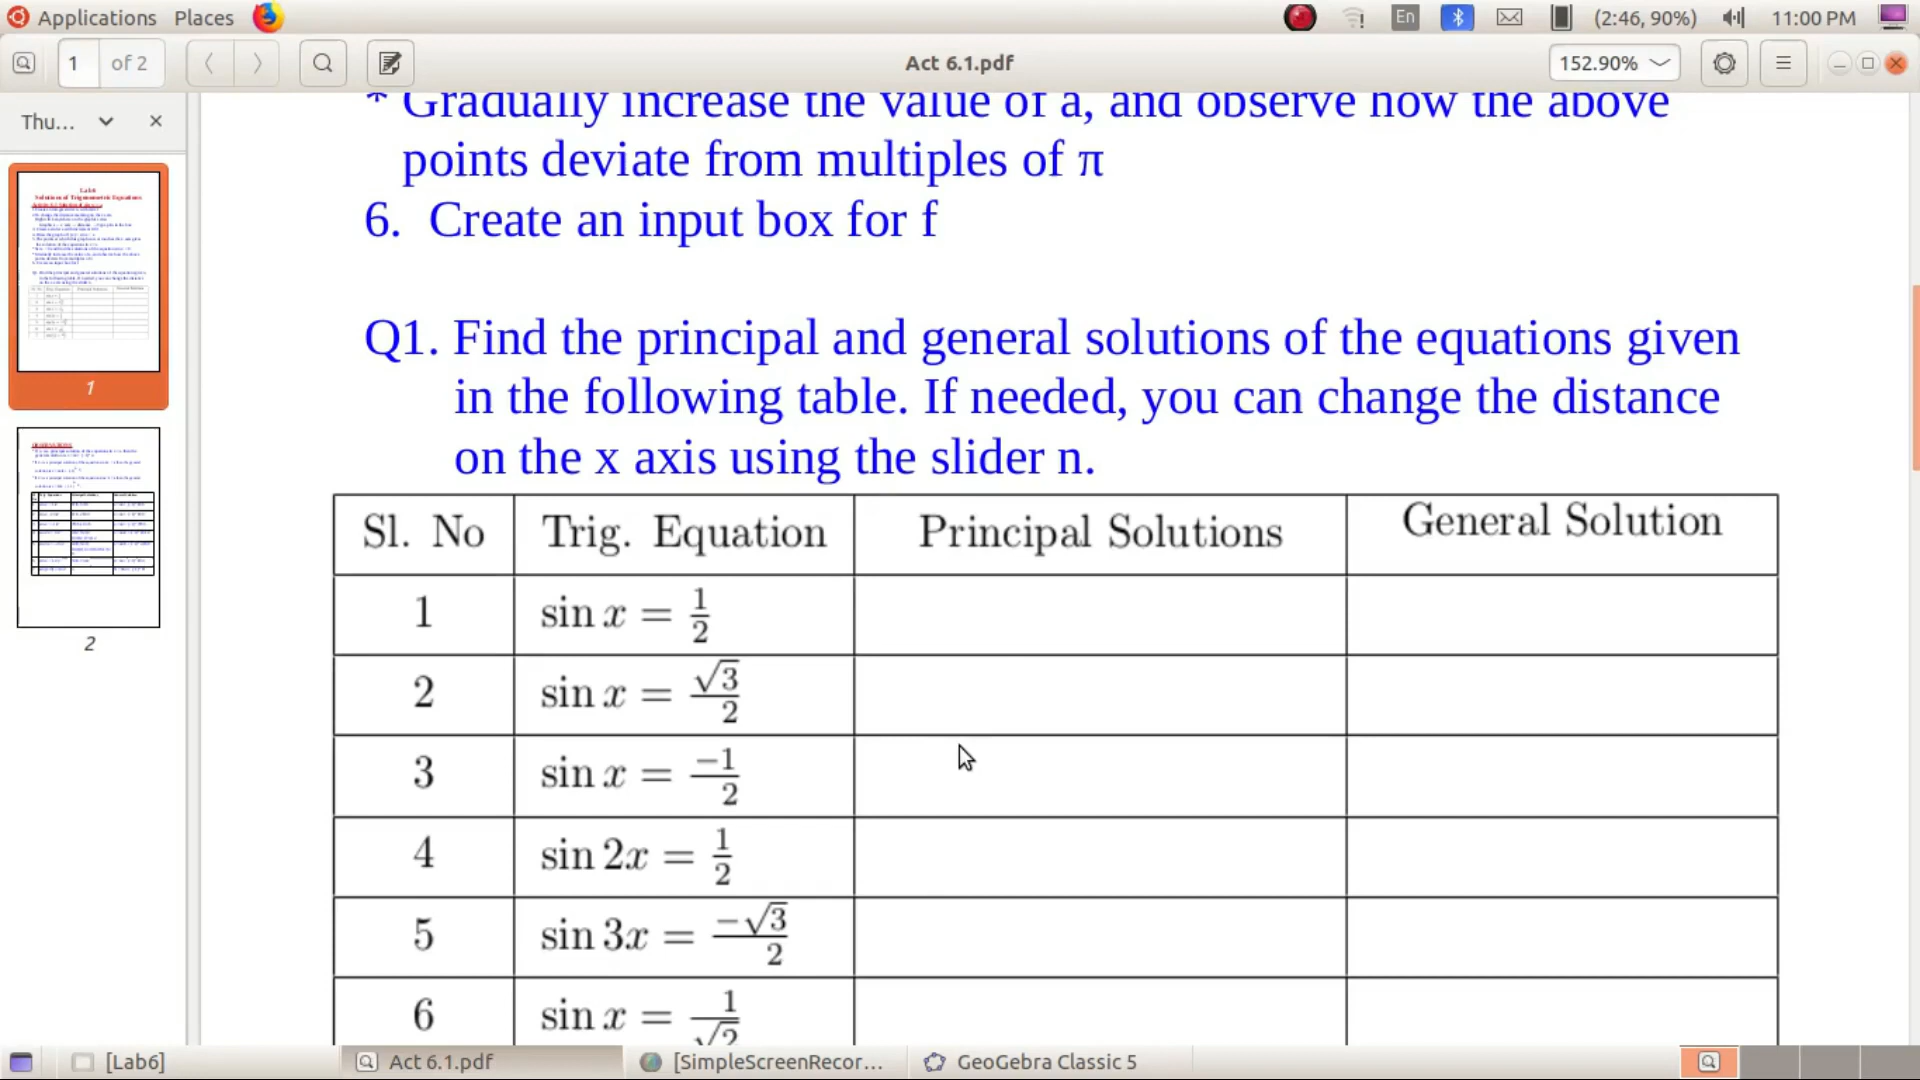 Applications Places En (2:46, 90%) 11:00 PM
1 of 2 Act 6.1.pdf 152.90%
Thu...
* Gradually increase the value of a, and observe how the above
points deviate from multiples of π
6. Create an input box for f
Q1. Find the principal and general solutions of the equations given
in the following table. If needed, you can change the distance
on the x axis using the slider n.
Sl. No Trig. Equation Principal Solutions General Solution
1 sin x = 1/2
2 sin x = √3/2
3 sin x = -1/2
4 sin 2x = 1/2
5 sin 3x = -√3/2
6 sin x = 1/√2
1
2
[Lab6] Act 6.1.pdf [SimpleScreenRecor... GeoGebra Classic 5